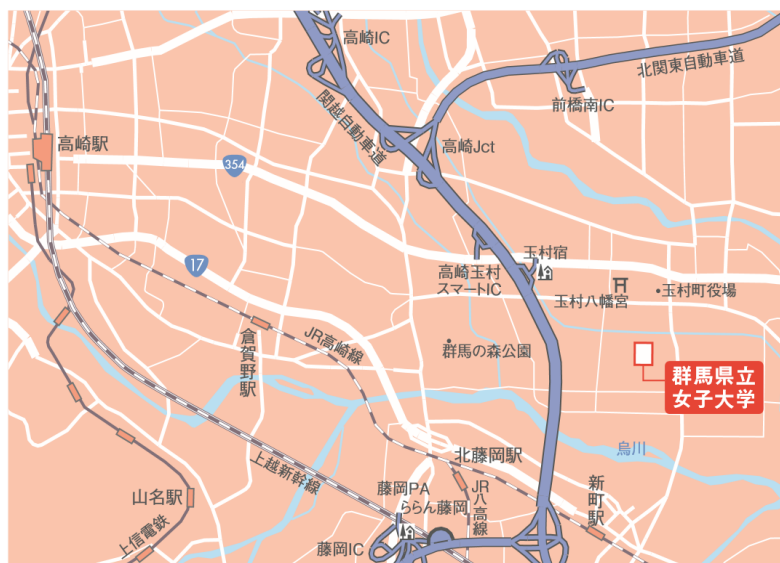 高崎IC
北関東自動車道
前橋南IC
関越自動車道
高崎駅
高崎Jct
354
17
玉村宿
高崎玉村
スマートIC
玉村八幡宮
玉村町役場
群馬の森公園
JR高崎線
倉賀野駅
群馬県立
女子大学
烏川
北藤岡駅
上越新幹線
新町駅
藤岡PA
ららん藤岡
JR八高線
山名駅
上信電鉄
藤岡IC